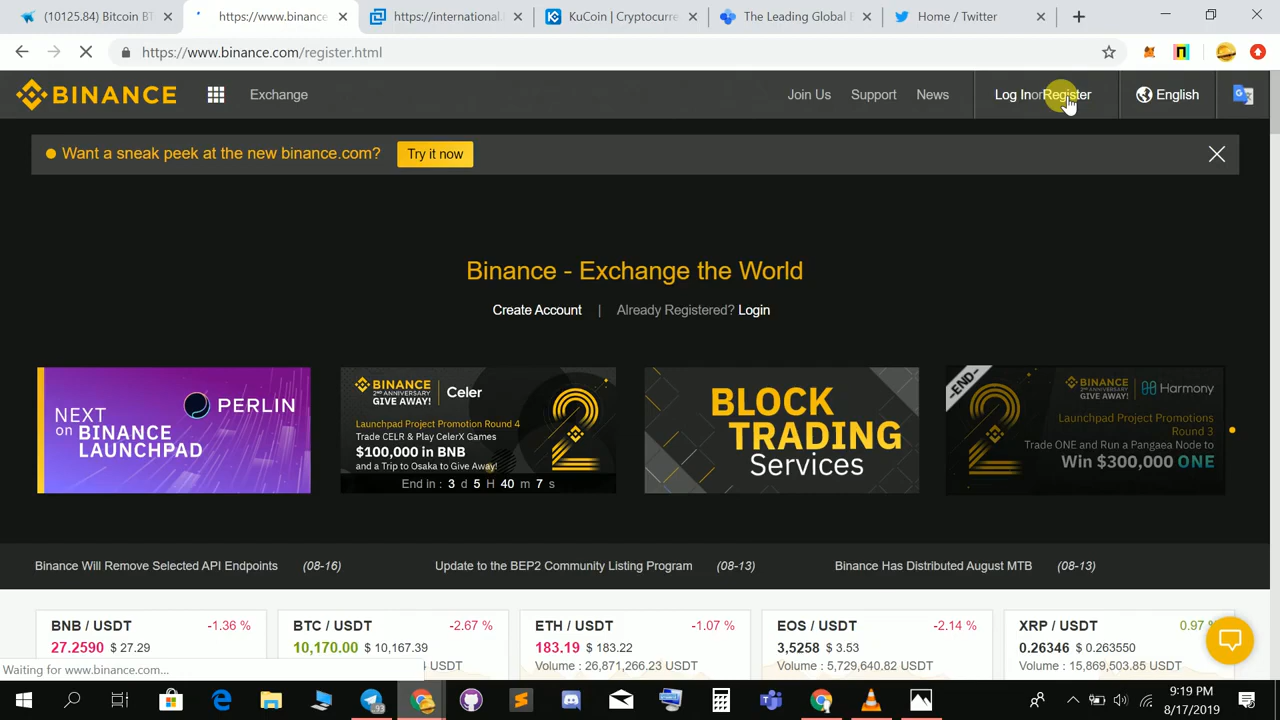 (10125.84) Bitcoin BT
https://www.binance
https://international.
KuCoin | Cryptocurre
The Leading Global
Home / Twitter
https://www.binance.com/register.html
BINANCE
Exchange
Join Us
Support
News
Log In or Register
English
Want a sneak peek at the new binance.com?
Try it now
Binance - Exchange the World
Create Account | Already Registered? Login
NEXT
on BINANCE
LAUNCHPAD
PERLIN
BINANCE
2ND ANNIVERSARY
GIVE AWAY!
Celer
Launchpad Project Promotion Round 4
Trade CELR & Play CelerX Games
$100,000 in BNB
and a Trip to Osaka to Give Away!
End in : 3 d 5 H 40 m 7 s
BLOCK
TRADING
Services
-END-
BINANCE
2ND ANNIVERSARY
GIVE AWAY!
Harmony
Launchpad Project Promotions
Round 3
Trade ONE and Run a Pangaea Node to
Win $300,000 ONE
Binance Will Remove Selected API Endpoints (08-16)
Update to the BEP2 Community Listing Program (08-13)
Binance Has Distributed August MTB (08-13)
BNB / USDT -1.36 %
27.2590 $ 27.29
BTC / USDT -2.67 %
10,170.00 $ 10,167.39
4 USDT
ETH / USDT -1.07 %
183.19 $ 183.22
Volume : 26,871,266.23 USDT
EOS / USDT -2.14 %
3,5258 $ 3.53
Volume : 5,729,640.82 USDT
XRP / USDT 0.97 %
0.26346 $ 0.263550
Volume : 15,869,503.85 USDT
Waiting for www.binance.com...
93
9:19 PM
8/17/2019